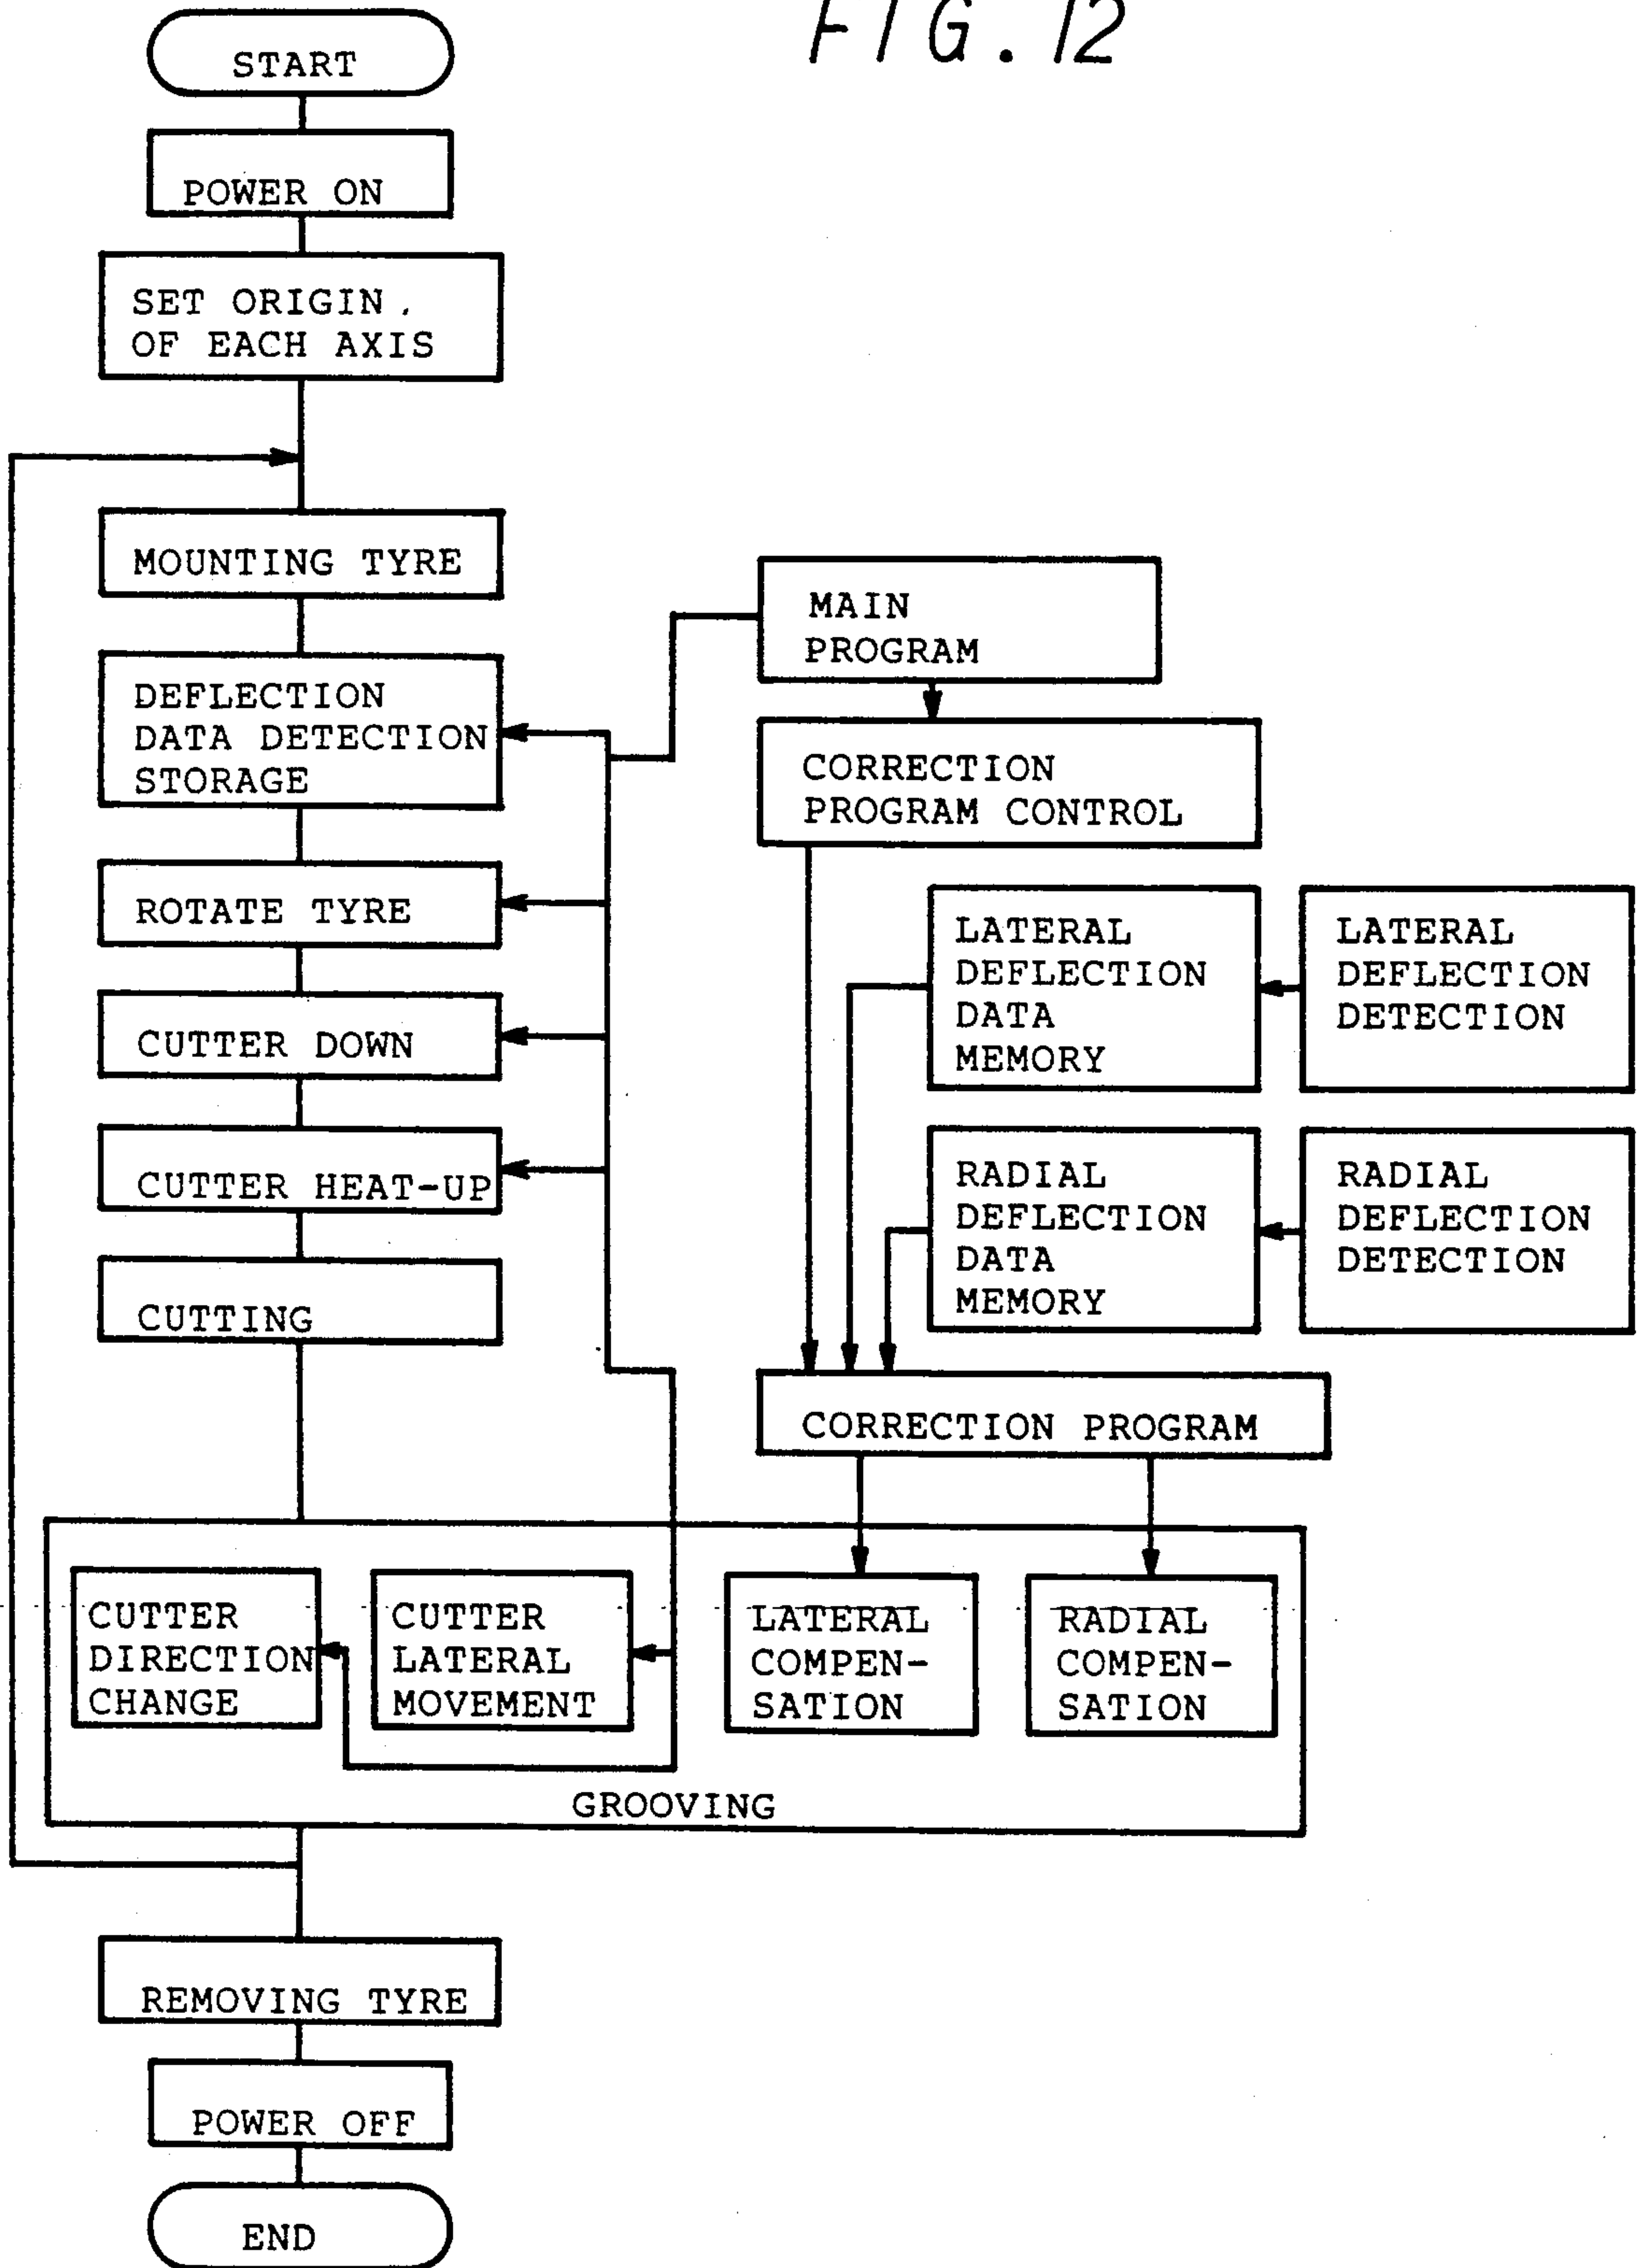 FIG. 12
START
POWER ON
SET ORIGIN
OF EACH AXIS
MOUNTING TYRE
DEFLECTION
DATA DETECTION
STORAGE
ROTATE TYRE
CUTTER DOWN
CUTTER HEAT-UP
CUTTING
MAIN
PROGRAM
CORRECTION
PROGRAM CONTROL
LATERAL
DEFLECTION
DATA
MEMORY
LATERAL
DEFLECTION
DETECTION
RADIAL
DEFLECTION
DATA
MEMORY
RADIAL
DEFLECTION
DETECTION
CORRECTION PROGRAM
CUTTER
DIRECTION
CHANGE
CUTTER
LATERAL
MOVEMENT
LATERAL
COMPEN-
SATION
RADIAL
COMPEN-
SATION
GROOVING
REMOVING TYRE
POWER OFF
END